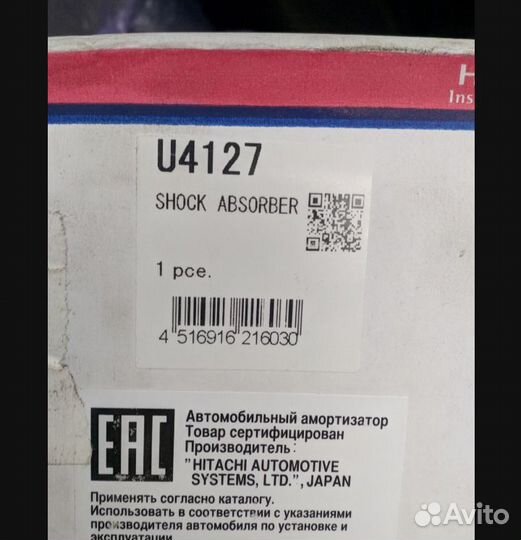 U4127
SHOCK ABSORBER
1 pce.
4 516916 216030
EAC
Автомобильный амортизатор
Товар сертифицирован
Производитель:
"HITACHI AUTOMOTIVE
SYSTEMS, LTD.", JAPAN
Применять согласно каталогу.
Использовать в соответствии с указаниями
производителя автомобиля по установке и
эксплуатации.
Avito